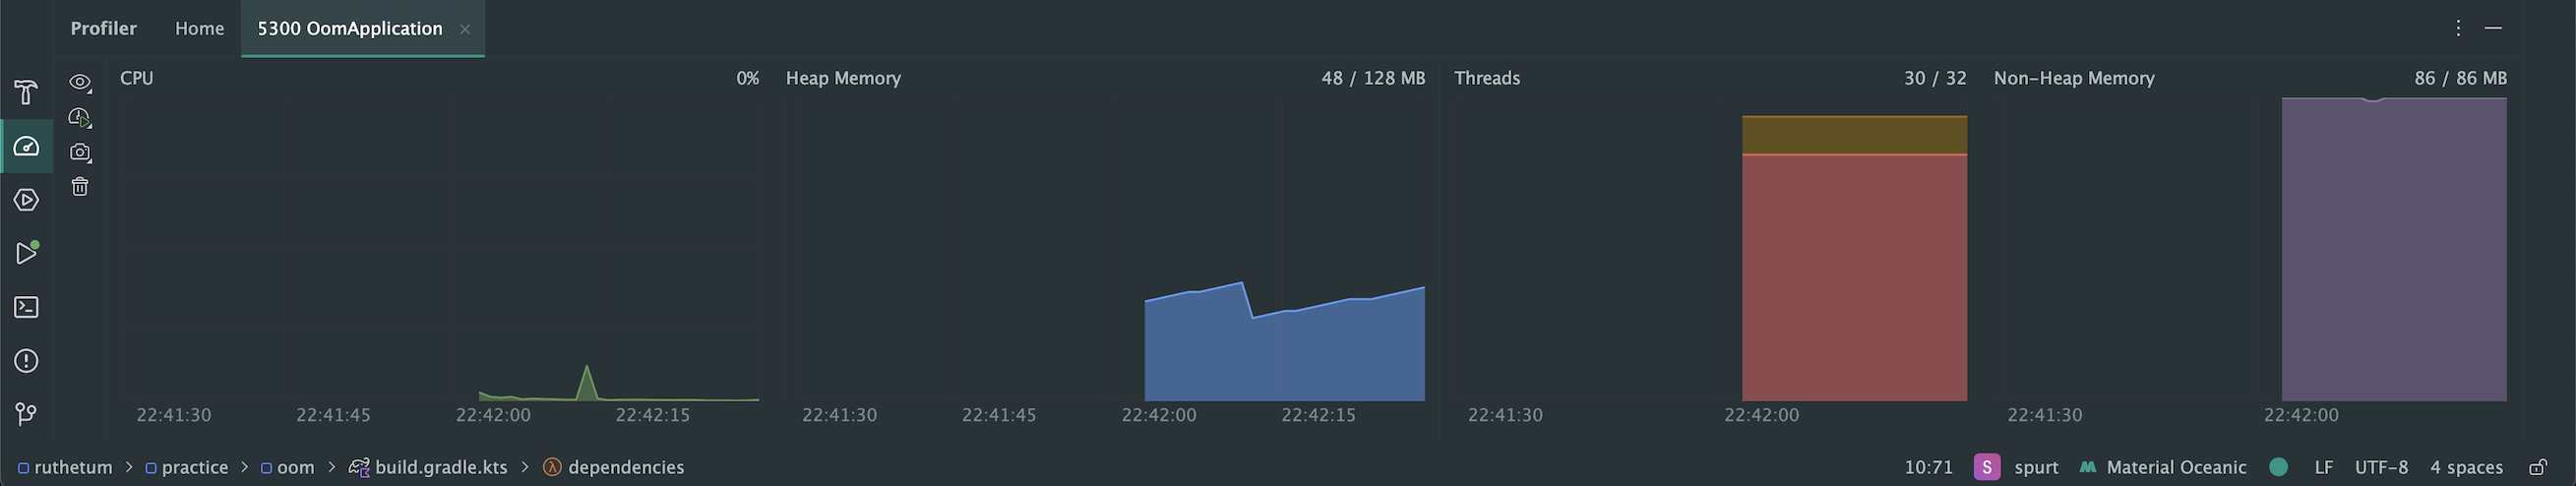 Profiler Home 5300 OomApplication
CPU 0%
22:41:30 22:41:45 22:42:00 22:42:15
Heap Memory 48 / 128 MB
22:41:30 22:41:45 22:42:00 22:42:15
Threads 30 / 32
22:41:30 22:42:00
Non-Heap Memory 86 / 86 MB
22:41:30 22:42:00
ruthetum > practice > oom > build.gradle.kts > λ dependencies 10:71 S spurt Material Oceanic LF UTF-8 4 spaces